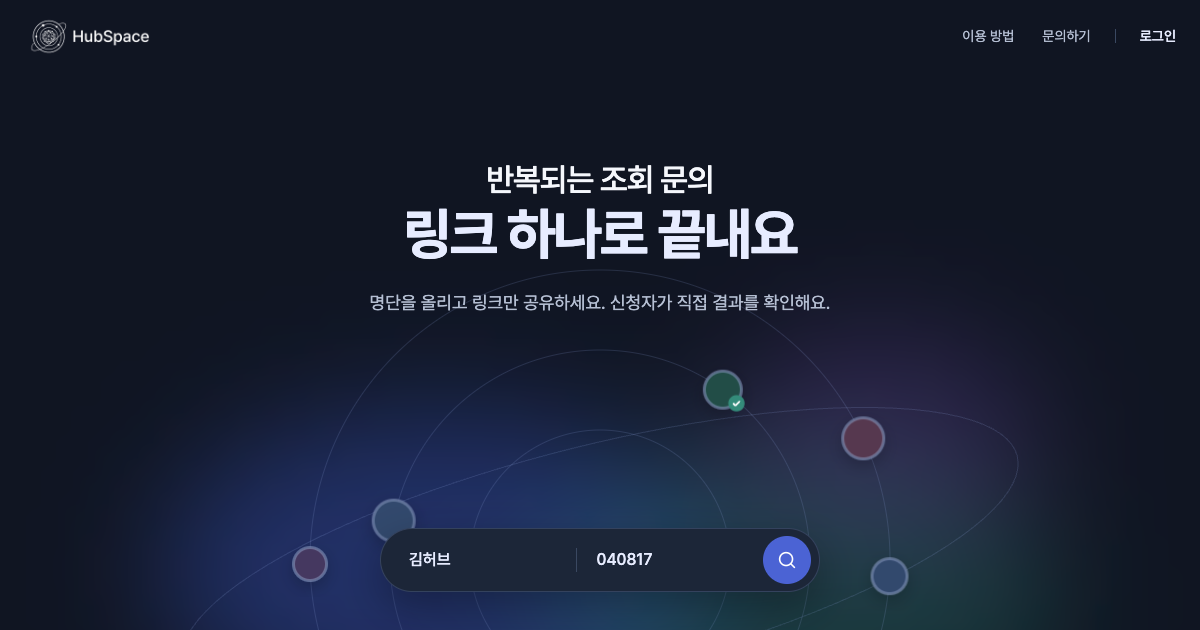 HubSpace
이용 방법
문의하기
로그인
반복되는 조회 문의
링크 하나로 끝내요
명단을 올리고 링크만 공유하세요. 신청자가 직접 결과를 확인해요.
김허브
040817